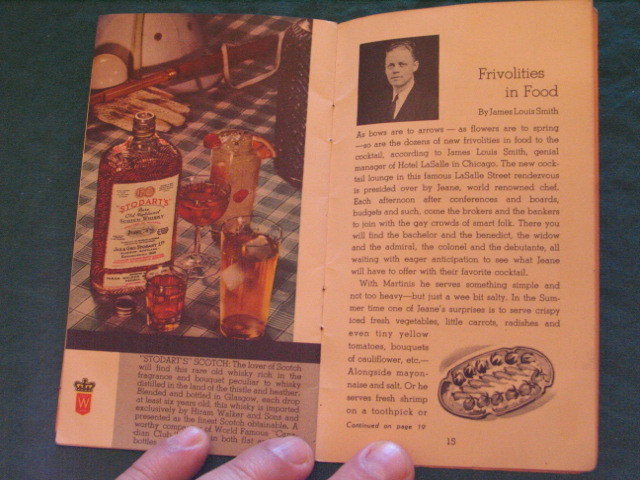 "STODART'S"
Old Fashioned
SCOTCH WHISKY
"STODART'S" SCOTCH: The lover of Scotch
will find this rare old whisky rich in the
fragrance and bouquet peculiar to whisky
distilled in the land of the thistle and heather.
Blended and bottled in Glasgow, each drop
at least six years old, this whisky is imported
exclusively by Hiram Walker and Sons and
presented as the finest Scotch obtainable. A
worthy of World Famous "Cana-
dian Club" in both flat
bottles
W
Frivolities
in Food
By James Louis Smith
As bows are to arrows — as flowers are to spring
—so are the dozens of new frivolities in food to the
cocktail, according to James Louis Smith, genial
manager of Hotel LaSalle in Chicago. The new cock-
tail lounge in this famous LaSalle Street rendezvous
is presided over by Jeane, world renowned chef.
Each afternoon after conferences and boards,
budgets and such, come the brokers and the bankers
to join with the gay crowds of smart folk. There you
will find the bachelor and the benedict, the widow
and the admiral, the colonel and the debutante, all
waiting with eager anticipation to see what Jeane
will have to offer with their favorite cocktail.
With Martinis he serves something simple and
not too heavy—but just a wee bit salty. In the Sum-
mer time one of Jeane's surprises is to serve crispy
iced fresh vegetables, little carrots, radishes and
even tiny yellow
tomatoes, bouquets
of cauliflower, etc.—
Alongside mayon-
naise and salt. Or he
serves fresh shrimp
on a toothpick or
Continued on page 19
15